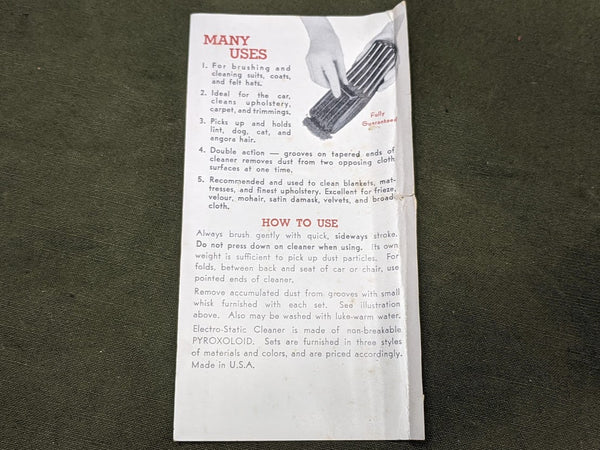 MANY
USES
1. For brushing and
cleaning suits, coats,
and felt hats.
2. Ideal for the car,
cleans upholstery,
carpet, and trimmings.
3. Picks up and holds
lint, dog, cat, and
angora hair.
Fully
Guaranteed
4. Double action — grooves on tapered ends of
cleaner removes dust from two opposing cloth
surfaces at one time.
5. Recommended and used to clean blankets, mat-
tresses, and finest upholstery. Excellent for frieze,
velour, mohair, satin damask, velvets, and broad-
cloth.
HOW TO USE
Always brush gently with quick, sideways stroke.
Do not press down on cleaner when using. Its own
weight is sufficient to pick up dust particles. For
folds, between back and seat of car or chair, use
pointed ends of cleaner.
Remove accumulated dust from grooves with small
whisk furnished with each set. See illustration
above. Also may be washed with luke-warm water.
Electro-Static Cleaner is made of non-breakable
PYROXOLOID. Sets are furnished in three styles
of materials and colors, and are priced accordingly.
Made in U.S.A.